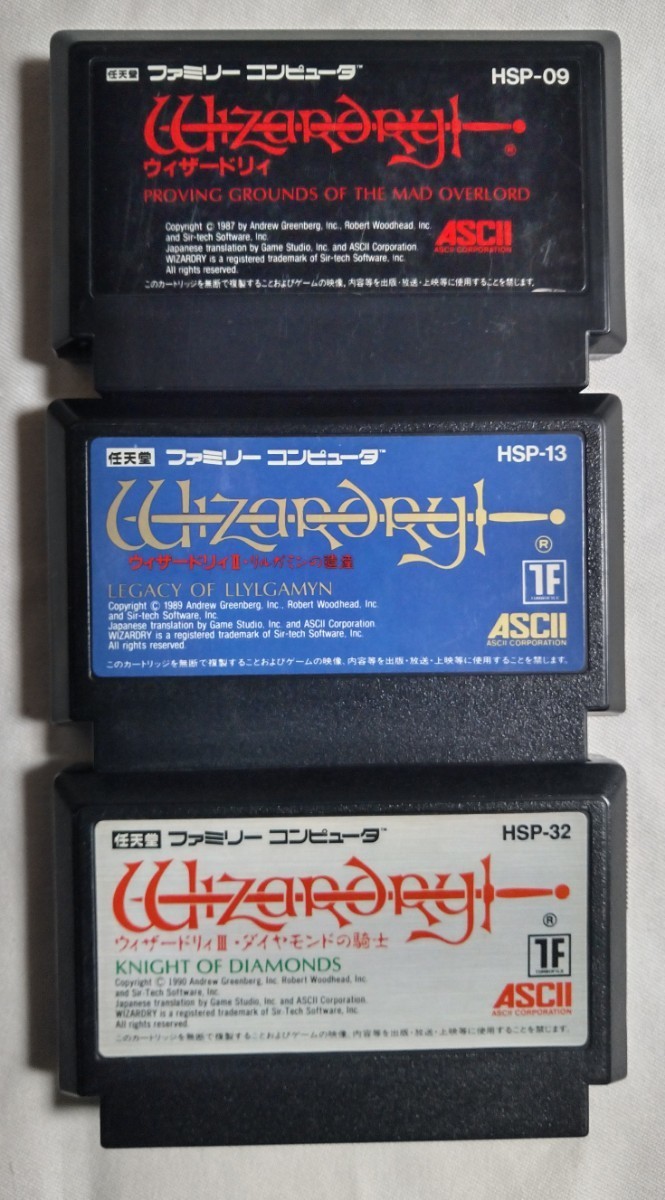 任天堂 ファミリー コンピュータ™ HSP-09
Wizardry®
ウィザードリィ
PROVING GROUNDS OF THE MAD OVERLORD
Copyright © 1987 by Andrew Greenberg, Inc., Robert Woodhead, Inc.
and Sir-tech Software, Inc.
Japanese translation by Game Studio, Inc. and ASCII Corporation.
WIZARDRY is a registered trademark of Sir-tech Software, Inc.
All rights reserved.
ASCII
ASCII CORPORATION
このカートリッジを無断で複製することおよびゲームの映像、内容等を出版・放送・上映等に使用することを禁じます。
任天堂 ファミリー コンピュータ™ HSP-13
Wizardry®
ウィザードリィII・リルガミンの遺産
LEGACY OF LLYLGAMYN
Copyright © 1989 Andrew Greenberg, Inc., Robert Woodhead, Inc.
and Sir-tech Software, Inc.
Japanese translation by Game Studio, Inc. and ASCII Corporation.
WIZARDRY is a registered trademark of Sir-tech Software, Inc.
All rights reserved.
TF
TURBOFILE
ASCII
ASCII CORPORATION
このカートリッジを無断で複製することおよびゲームの映像、内容等を出版・放送・上映等に使用することを禁じます。
任天堂 ファミリー コンピュータ™ HSP-32
Wizardry®
ウィザードリィIII・ダイヤモンドの騎士
KNIGHT OF DIAMONDS
Copyright © 1990 Andrew Greenberg, Inc. Robert Woodhead, Inc.
and Sir-Tech Software, Inc.
Japanese translation by Game Studio, Inc. and ASCII Corporation.
WIZARDRY is a registered trademark of Sir-tech Software, Inc.
All rights reserved.
TF
TURBOFILE
ASCII
ASCII CORPORATION
このカートリッジを無断で複製することおよびゲームの映像、内容等を出版・放送・上映等に使用することを禁じます。